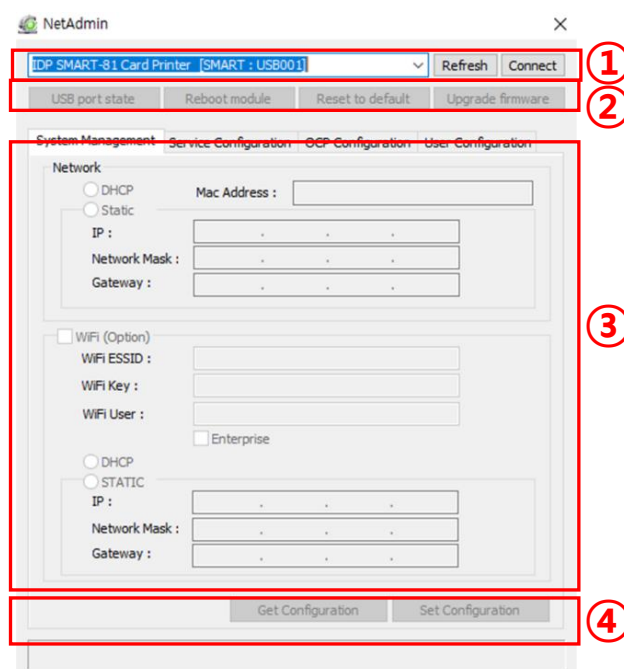 NetAdmin
IDP SMART-81 Card Printer [SMART : USB001] Refresh Connect ①
USB port state Reboot module Reset to default Upgrade firmware ②
System Management Service Configuration OCP Configuration User Configuration
Network
DHCP Mac Address :
Static
IP : . . .
Network Mask : . . .
Gateway : . . .
③
WiFi (Option)
WiFi ESSID :
WiFi Key :
WiFi User :
Enterprise
DHCP
STATIC
IP : . . .
Network Mask : . . .
Gateway : . . .
Get Configuration Set Configuration ④